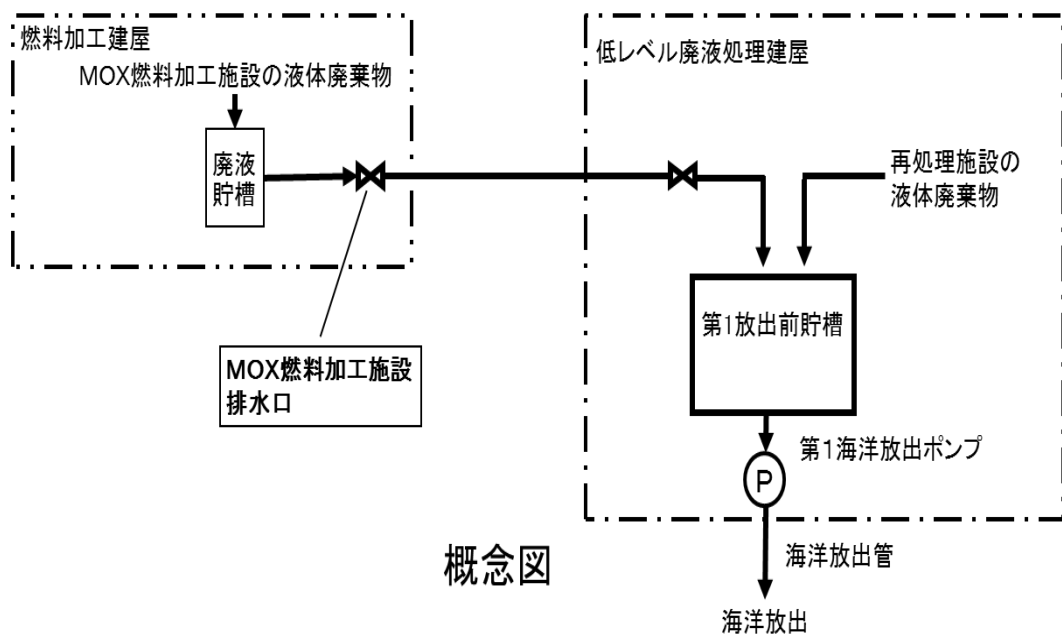 燃料加工建屋
MOX燃料加工施設の液体廃棄物
廃液
貯槽
MOX燃料加工施設
排水口
低レベル廃液処理建屋
再処理施設の
液体廃棄物
第1放出前貯槽
第1海洋放出ポンプ
P
海洋放出管
海洋放出
概念図